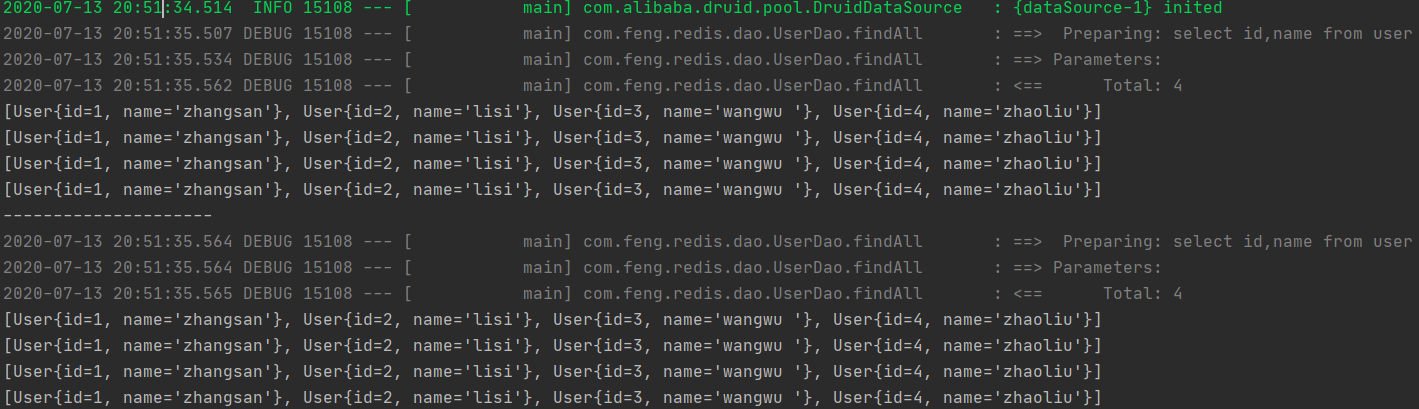 2020-07-13 20:51:34.514  INFO 15108 --- [           main] com.alibaba.druid.pool.DruidDataSource   : {dataSource-1} inited
2020-07-13 20:51:35.507 DEBUG 15108 --- [           main] com.feng.redis.dao.UserDao.findAll       : ==>  Preparing: select id,name from user
2020-07-13 20:51:35.534 DEBUG 15108 --- [           main] com.feng.redis.dao.UserDao.findAll       : ==> Parameters:
2020-07-13 20:51:35.562 DEBUG 15108 --- [           main] com.feng.redis.dao.UserDao.findAll       : <==      Total: 4
[User{id=1, name='zhangsan'}, User{id=2, name='lisi'}, User{id=3, name='wangwu '}, User{id=4, name='zhaoliu'}]
[User{id=1, name='zhangsan'}, User{id=2, name='lisi'}, User{id=3, name='wangwu '}, User{id=4, name='zhaoliu'}]
[User{id=1, name='zhangsan'}, User{id=2, name='lisi'}, User{id=3, name='wangwu '}, User{id=4, name='zhaoliu'}]
[User{id=1, name='zhangsan'}, User{id=2, name='lisi'}, User{id=3, name='wangwu '}, User{id=4, name='zhaoliu'}]
---------------------
2020-07-13 20:51:35.564 DEBUG 15108 --- [           main] com.feng.redis.dao.UserDao.findAll       : ==>  Preparing: select id,name from user
2020-07-13 20:51:35.564 DEBUG 15108 --- [           main] com.feng.redis.dao.UserDao.findAll       : ==> Parameters:
2020-07-13 20:51:35.565 DEBUG 15108 --- [           main] com.feng.redis.dao.UserDao.findAll       : <==      Total: 4
[User{id=1, name='zhangsan'}, User{id=2, name='lisi'}, User{id=3, name='wangwu '}, User{id=4, name='zhaoliu'}]
[User{id=1, name='zhangsan'}, User{id=2, name='lisi'}, User{id=3, name='wangwu '}, User{id=4, name='zhaoliu'}]
[User{id=1, name='zhangsan'}, User{id=2, name='lisi'}, User{id=3, name='wangwu '}, User{id=4, name='zhaoliu'}]
[User{id=1, name='zhangsan'}, User{id=2, name='lisi'}, User{id=3, name='wangwu '}, User{id=4, name='zhaoliu'}]